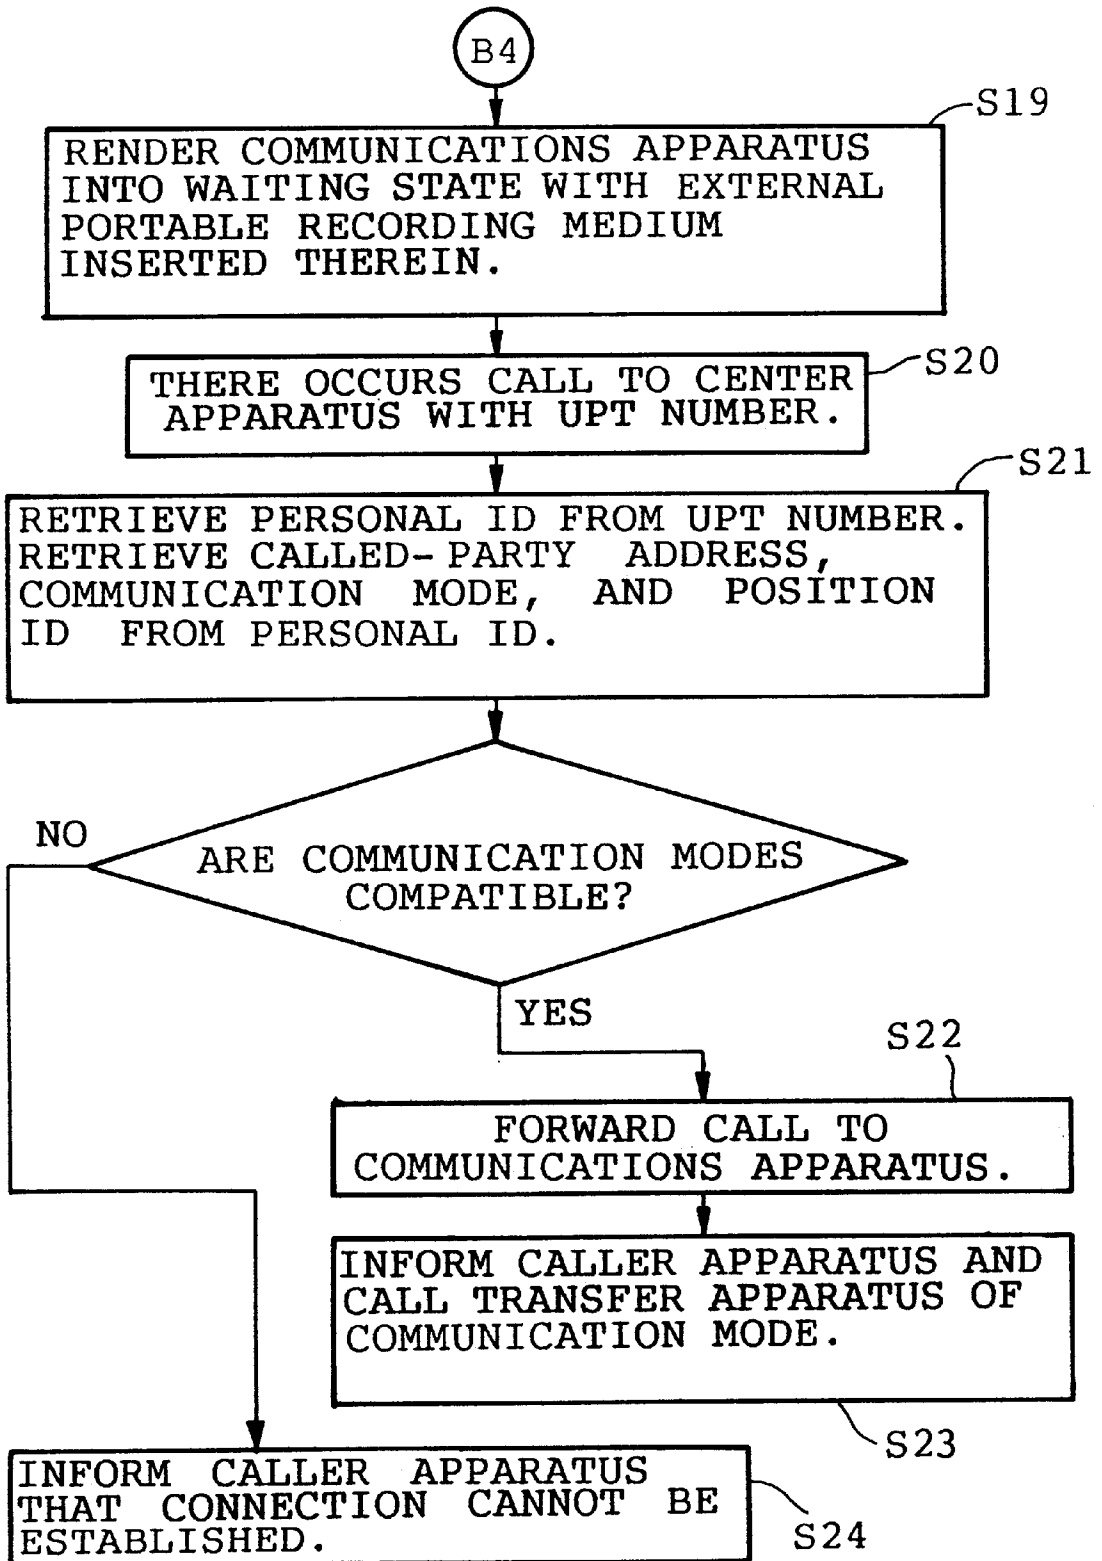 B4
S19
RENDER COMMUNICATIONS APPARATUS
INTO WAITING STATE WITH EXTERNAL
PORTABLE RECORDING MEDIUM
INSERTED THEREIN.
S20
THERE OCCURS CALL TO CENTER
APPARATUS WITH UPT NUMBER.
S21
RETRIEVE PERSONAL ID FROM UPT NUMBER.
RETRIEVE CALLED-PARTY ADDRESS,
COMMUNICATION MODE, AND POSITION
ID FROM PERSONAL ID.
NO
ARE COMMUNICATION MODES
COMPATIBLE?
YES
S22
FORWARD CALL TO
COMMUNICATIONS APPARATUS.
INFORM CALLER APPARATUS AND
CALL TRANSFER APPARATUS OF
COMMUNICATION MODE.
S23
INFORM CALLER APPARATUS
THAT CONNECTION CANNOT BE
ESTABLISHED.
S24